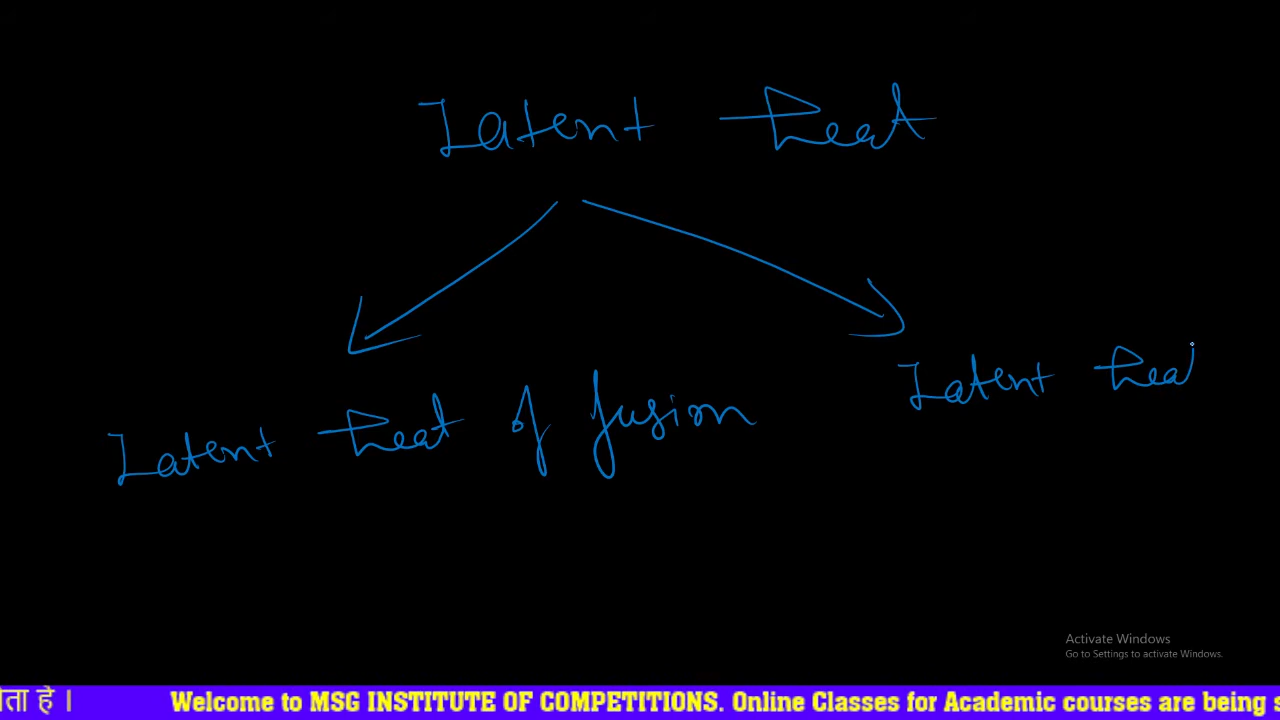 Latent heat
Latent heat of fusion
Latent hea
Activate Windows
Go to Settings to activate Windows.
है । Welcome to MSG INSTITUTE OF COMPETITIONS. Online Classes for Academic courses are being